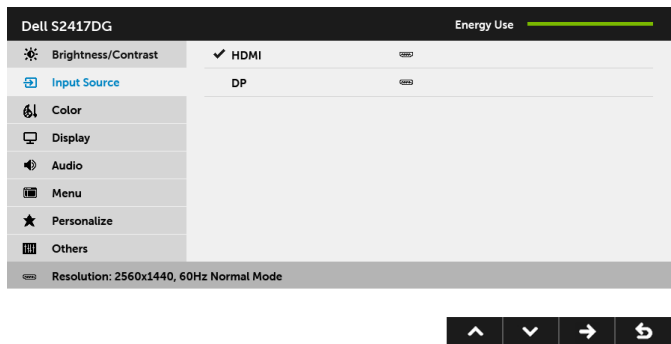 Dell S2417DG
Energy Use
Brightness/Contrast
HDMI
Input Source
DP
Color
Display
Audio
Menu
Personalize
Others
Resolution: 2560x1440, 60Hz Normal Mode